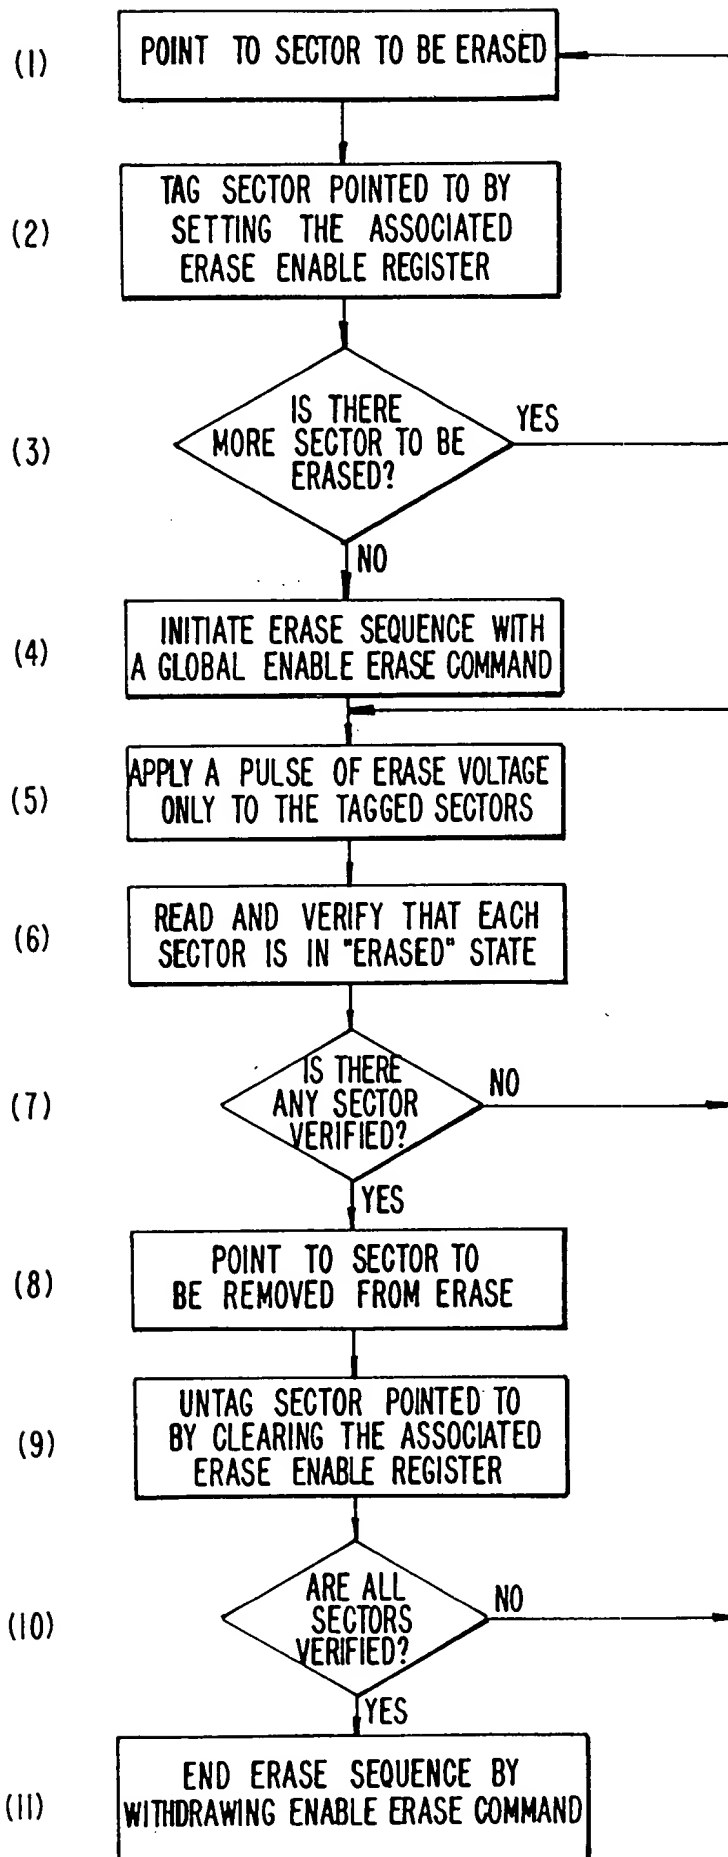 (1)
POINT TO SECTOR TO BE ERASED
(2)
TAG SECTOR POINTED TO BY
SETTING THE ASSOCIATED
ERASE ENABLE REGISTER
(3)
IS THERE
MORE SECTOR TO BE
ERASED?
YES
NO
(4)
INITIATE ERASE SEQUENCE WITH
A GLOBAL ENABLE ERASE COMMAND
(5)
APPLY A PULSE OF ERASE VOLTAGE
ONLY TO THE TAGGED SECTORS
(6)
READ AND VERIFY THAT EACH
SECTOR IS IN "ERASED" STATE
(7)
IS THERE
ANY SECTOR
VERIFIED?
NO
YES
(8)
POINT TO SECTOR TO
BE REMOVED FROM ERASE
(9)
UNTAG SECTOR POINTED TO
BY CLEARING THE ASSOCIATED
ERASE ENABLE REGISTER
(10)
ARE ALL
SECTORS
VERIFIED?
NO
YES
(11)
END ERASE SEQUENCE BY
WITHDRAWING ENABLE ERASE COMMAND